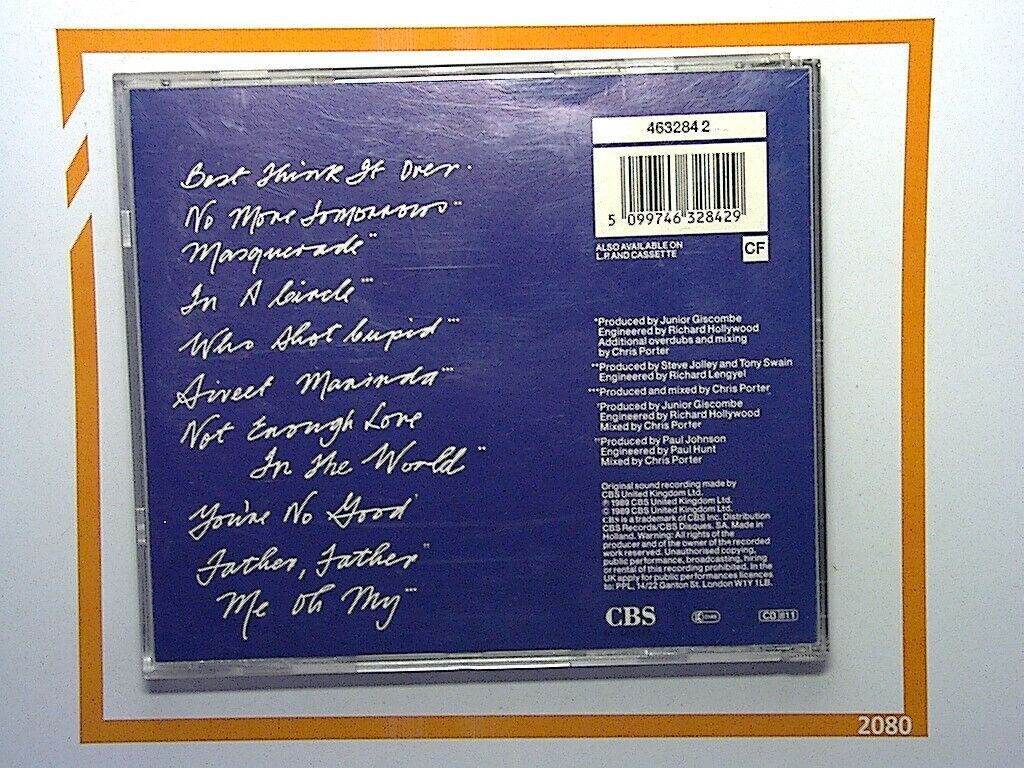 Best Think It Over*
No More Tomorrows**
Masquerade**
In A Circle***
Who Shot Cupid***
Sweet Maninda***
Not Enough Love
In The World**
You're No Good†
Father, Father††
Me Oh My***
463284 2
5 099746 328429
ALSO AVAILABLE ON
L.P. AND CASSETTE
CF
*Produced by Junior Giscombe
Engineered by Richard Hollywood
Additional overdubs and mixing
by Chris Porter
**Produced by Steve Jolley and Tony Swain
Engineered by Richard Lengyel
***Produced and mixed by Chris Porter
†Produced by Junior Giscombe
Engineered by Richard Hollywood
Mixed by Chris Porter
††Produced by Paul Johnson
Engineered by Paul Hunt
Mixed by Chris Porter
Original sound recording made by
CBS United Kingdom Ltd.
℗ 1989 CBS United Kingdom Ltd.
© 1989 CBS United Kingdom Ltd.
CBS is a trademark of CBS Inc. Distribution
CBS Records/CBS Disques. SA. Made in
Holland. Warning: All rights of the
producer and of the owner of the recorded
work reserved. Unauthorised copying,
public performance, broadcasting, hiring
or rental of this recording prohibited. In the
UK apply for public performances licences
to: PPL, 14/22 Ganton St. London W1Y 1LB.
CBS
CB 811
2080